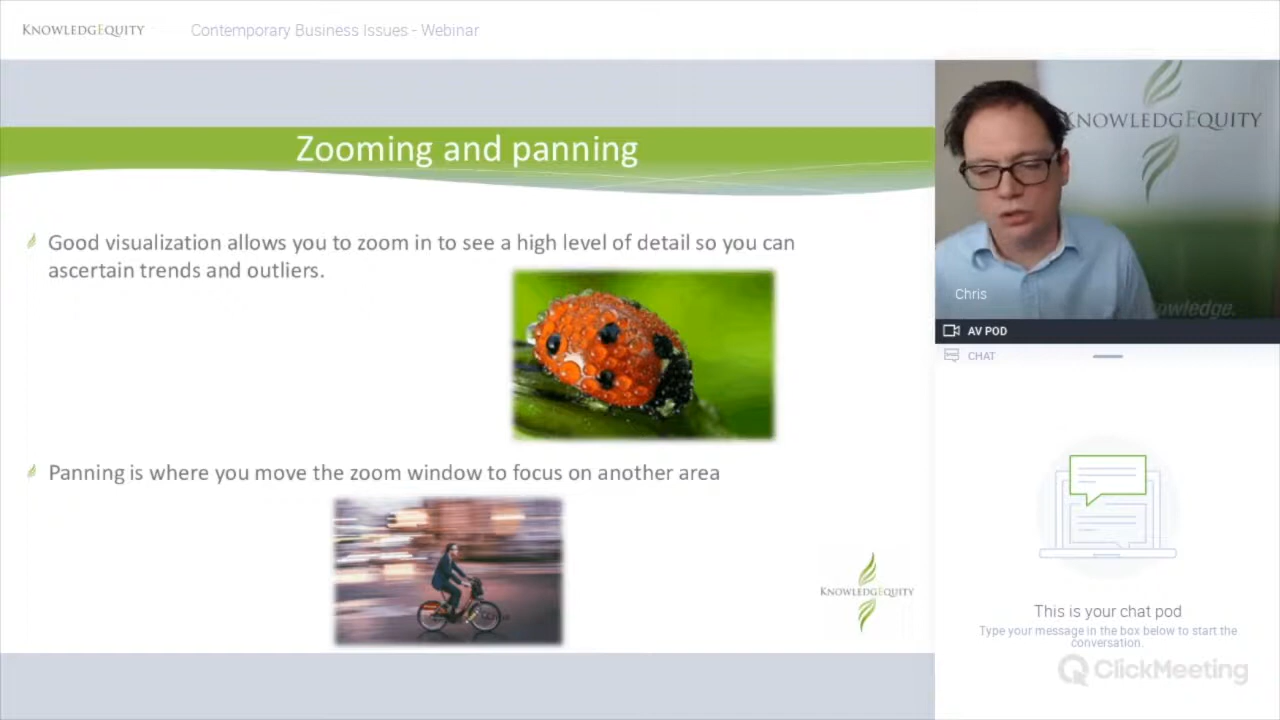 KNOWLEDGEQUITY
Contemporary Business Issues - Webinar
Zooming and panning
Good visualization allows you to zoom in to see a high level of detail so you can
ascertain trends and outliers.
Panning is where you move the zoom window to focus on another area
KNOWLEDGEQUITY
KNOWLEDGEQUITY
wledge.
Chris
AV POD
CHAT
This is your chat pod
Type your message in the box below to start the
conversation.
ClickMeeting